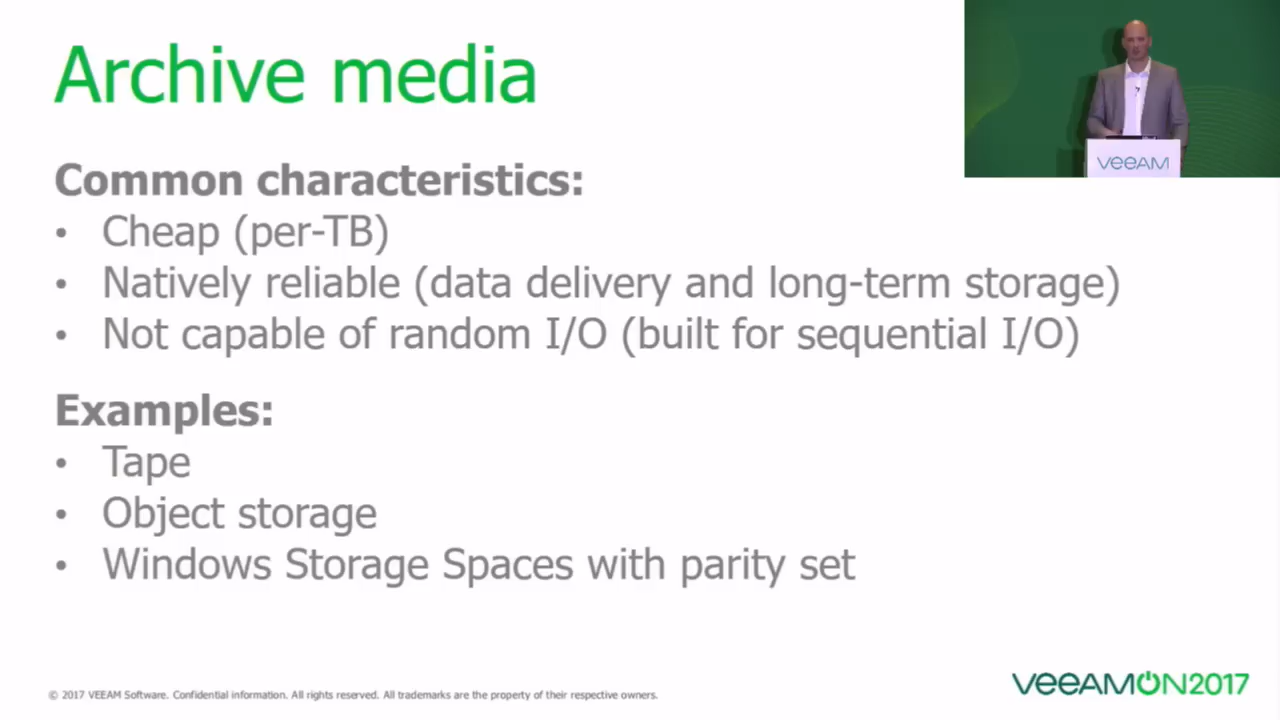 Archive media
VEEAM
Common characteristics:
• Cheap (per-TB)
• Natively reliable (data delivery and long-term storage)
• Not capable of random I/O (built for sequential I/O)
Examples:
• Tape
• Object storage
• Windows Storage Spaces with parity set
© 2017 VEEAM Software. Confidential information. All rights reserved. All trademarks are the property of their respective owners.
VEEAMON2017